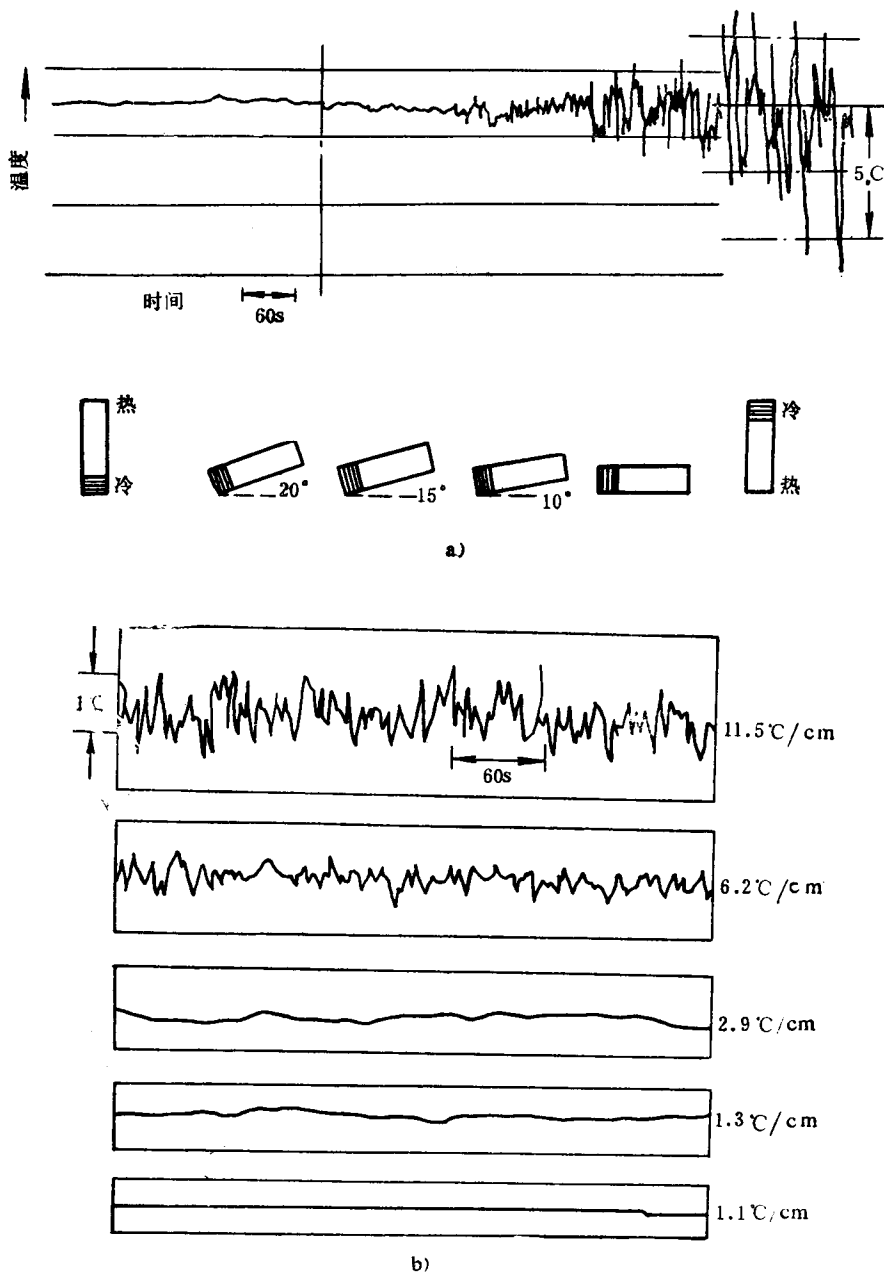 温度
5℃
时间
60s
热
冷
冷
热
20°
15°
10°
a)
1℃
11.5℃/cm
60s
6.2℃/cm
2.9℃/cm
1.3℃/cm
1.1℃/cm
b)